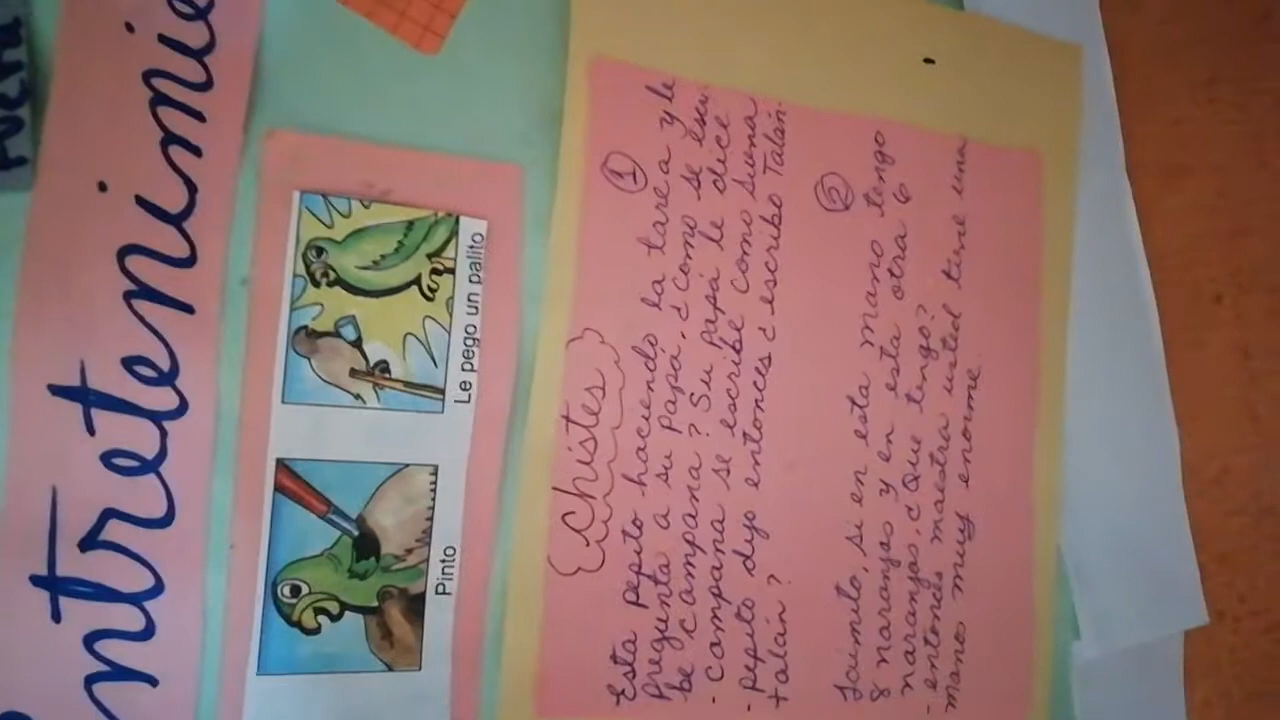 ntretenimie
Pinto
Le pego un palito
Chistes
①
Esta pepito haciendo la tarea y le
pregunta a su Papá, ¿como se escri-
be campana? Su papá le dice
- campana se escribe como suena
- pepito dijo entonces ¿ escribo Talan-
talán?
②
Jaimito, si en esta mano tengo
8 naranjas y en esta otra 6
naranjas, ¿Que tengo?
- entonces maestra usted tiene una
mano muy enorme.